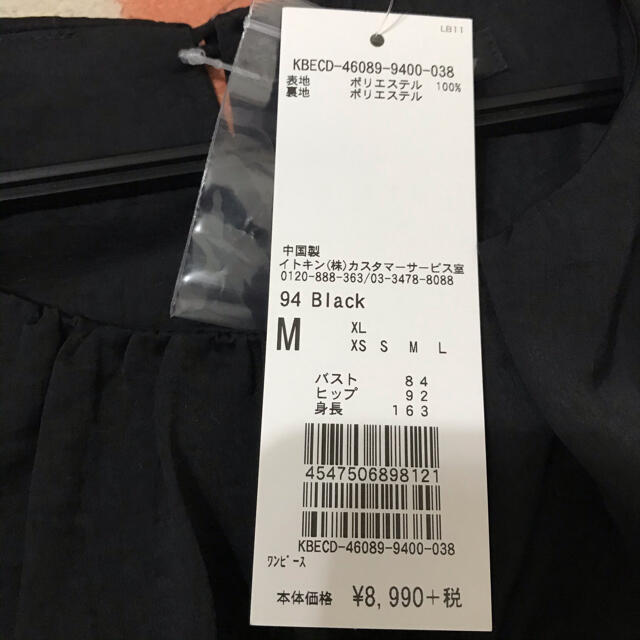 LB11
KBECD-46089-9400-038
表地 ポリエステル 100%
裏地 ポリエステル
中国製
イトキン(株)カスタマーサービス室
0120-888-363/03-3478-8088
94 Black
M XL
XS S M L
バスト 84
ヒップ 92
身長 163
4547506898121
KBECD-46089-9400-038
ﾜﾝﾋﾟｰｽ
本体価格 ¥8,990+税